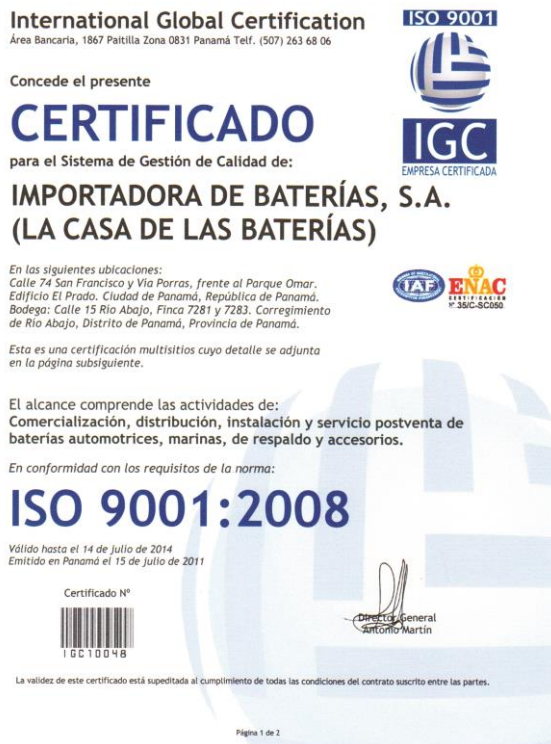 International Global Certification
Área Bancaria, 1867 Paitilla Zona 0831 Panamá Telf. (507) 263 68 06
ISO 9001
IGC
EMPRESA CERTIFICADA
Concede el presente
CERTIFICADO
para el Sistema de Gestión de Calidad de:
IMPORTADORA DE BATERÍAS, S.A.
(LA CASA DE LAS BATERÍAS)
En las siguientes ubicaciones:
Calle 74 San Francisco y Vía Porras, frente al Parque Omar.
Edificio El Prado. Ciudad de Panamá, República de Panamá.
Bodega: Calle 15 Río Abajo, Finca 7281 y 7283. Corregimiento
de Río Abajo, Distrito de Panamá, Provincia de Panamá.
IAF
ENAC
CERTIFICACIÓN
Nº 35/C-SC050
Esta es una certificación multisitios cuyo detalle se adjunta
en la página subsiguiente.
El alcance comprende las actividades de:
Comercialización, distribución, instalación y servicio postventa de
baterías automotrices, marinas, de respaldo y accesorios.
En conformidad con los requisitos de la norma:
ISO 9001:2008
Válido hasta el 14 de julio de 2014
Emitido en Panamá el 15 de julio de 2011
Certificado Nº
IGC10048
Director General
Antonio Martín
La validez de este certificado está supeditada al cumplimiento de todas las condiciones del contrato suscrito entre las partes.
Página 1 de 2